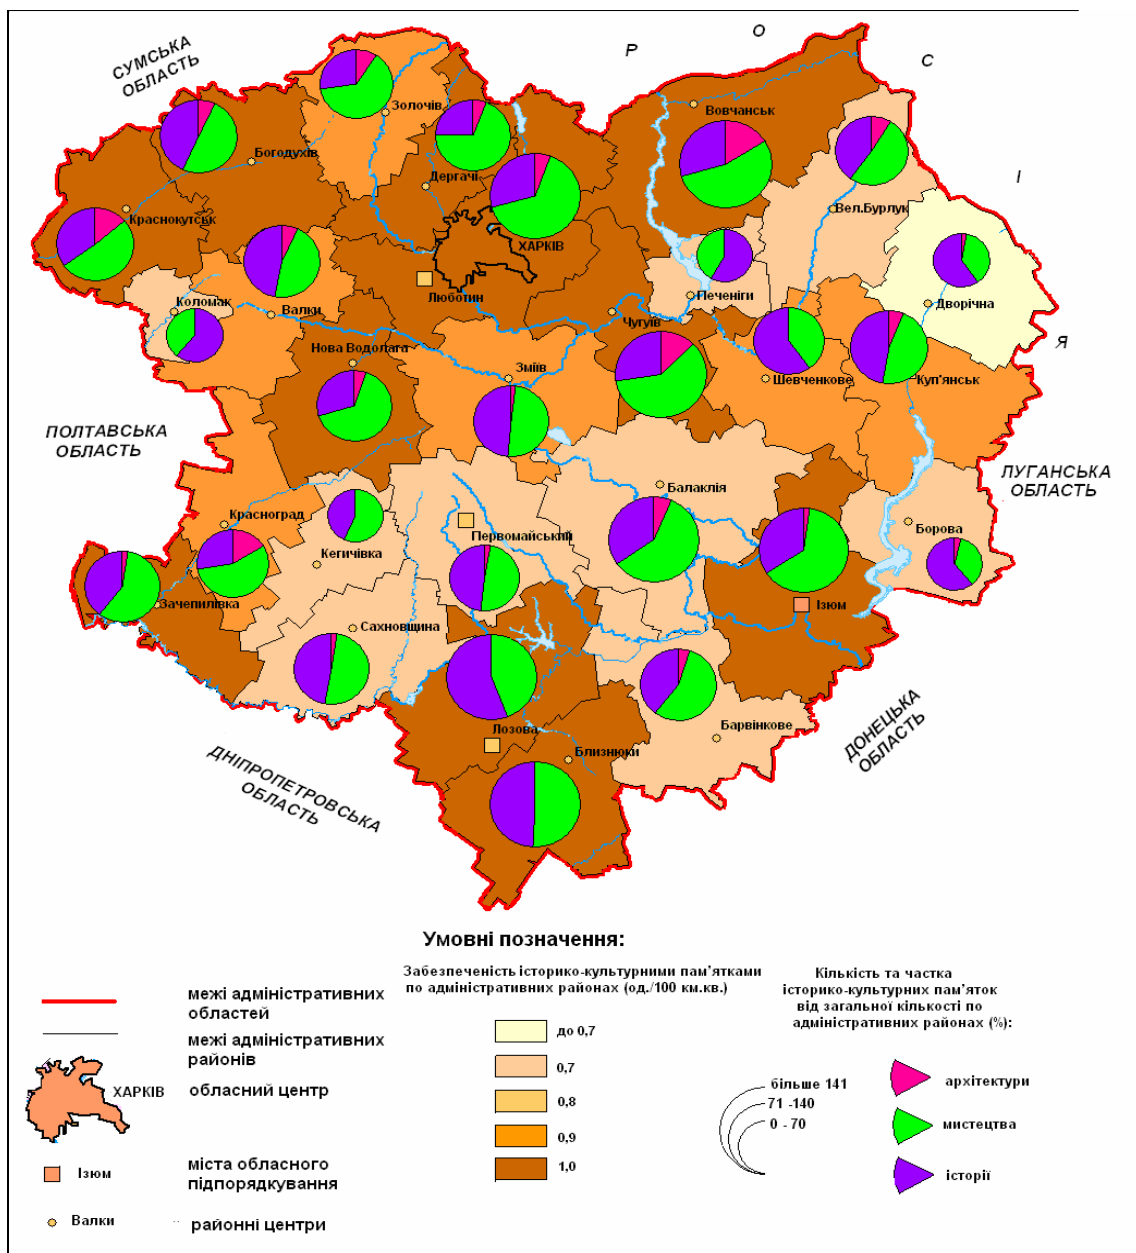 СУМСЬКА
ОБЛАСТЬ
Р
О
С
І
Я
Золочів
Вовчанськ
Богодухів
Дергачі
Краснокутськ
Вел.Бурлук
ХАРКІВ
Люботин
Печеніги
Дворічна
Коломак
Валки
Чугуїв
Нова Водолага
Зміїв
Шевченкове
Куп'янськ
ПОЛТАВСЬКА
ОБЛАСТЬ
ЛУГАНСЬКА
ОБЛАСТЬ
Балаклія
Красноград
Первомайський
Борова
Кегичівка
Зачепилівка
Ізюм
Сахновщина
Лозова
Барвінкове
Близнюки
ДОНЕЦЬКА
ОБЛАСТЬ
ДНІПРОПЕТРОВСЬКА
ОБЛАСТЬ
Умовні позначення:
межі адміністративних
областей
межі адміністративних
районів
ХАРКІВ
обласний центр
Ізюм
міста обласного
підпорядкування
Валки
районні центри
Забезпеченість історико-культурними пам'ятками
по адміністративних районах (од./100 км.кв.)
до 0,7
0,7
0,8
0,9
1,0
Кількість та частка
історико-культурних пам'яток
від загальної кількості по
адміністративних районах (%):
більше 141
71 -140
0 - 70
архітектури
мистецтва
історії